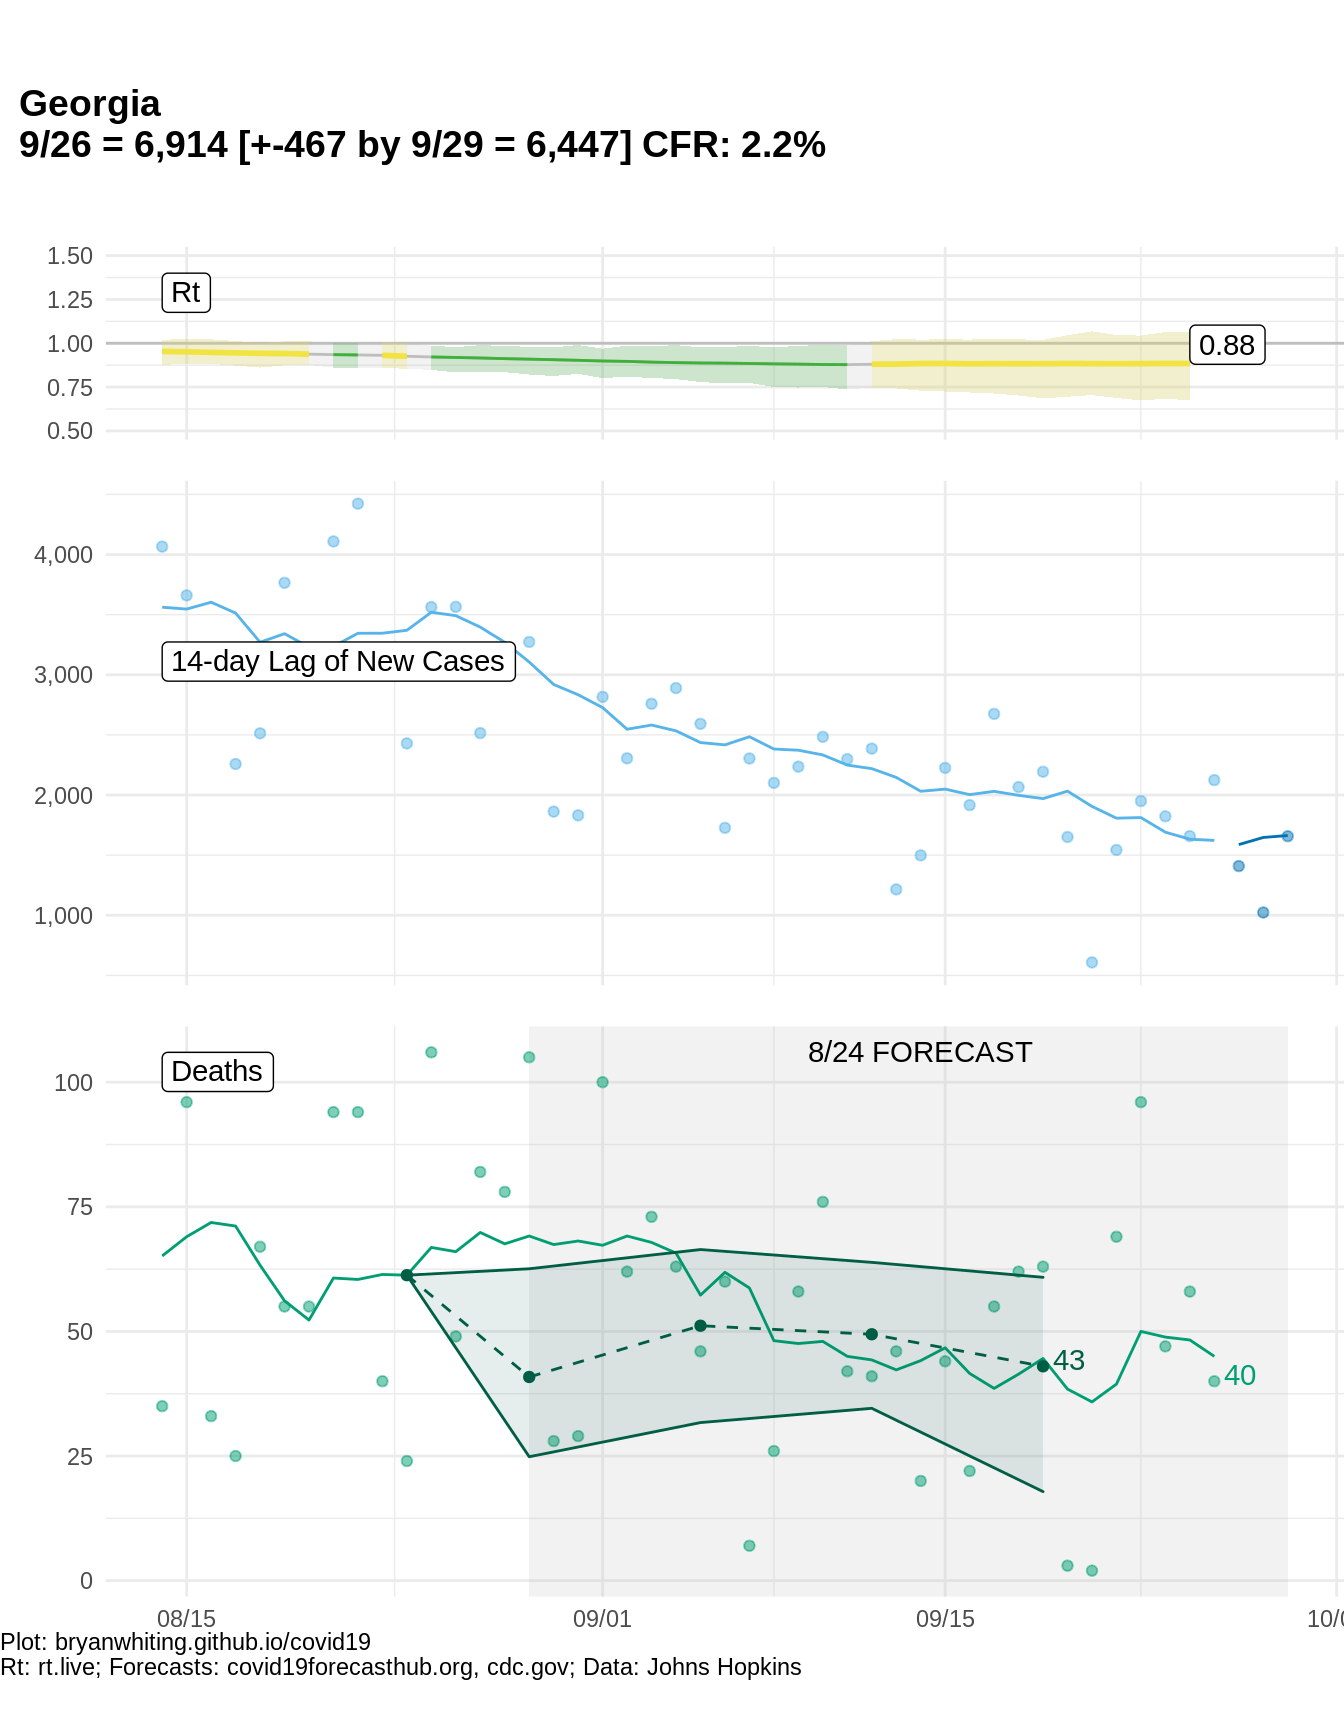 Georgia
9/26 = 6,914 [+-467 by 9/29 = 6,447] CFR: 2.2%
1.50
Rt
1.25
1.00
0.88
0.75
0.50
4,000
14-day Lag of New Cases
3,000
2,000
1,000
8/24 FORECAST
Deaths
100
75
50
43
40
25
0
08/15
09/01
09/15
10/0
Plot: bryanwhiting.github.io/covid19
Rt: rt.live; Forecasts: covid19forecasthub.org, cdc.gov; Data: Johns Hopkins